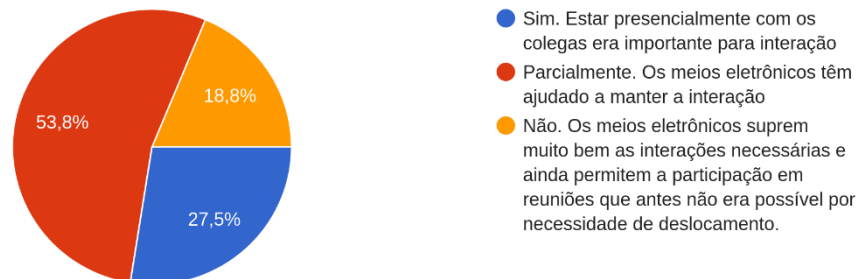 53,8%
18,8%
27,5%
Sim. Estar presencialmente com os
colegas era importante para interação
Parcialmente. Os meios eletrônicos têm
ajudado a manter a interação
Não. Os meios eletrônicos suprem
muito bem as interações necessárias e
ainda permitem a participação em
reuniões que antes não era possível por
necessidade de deslocamento.